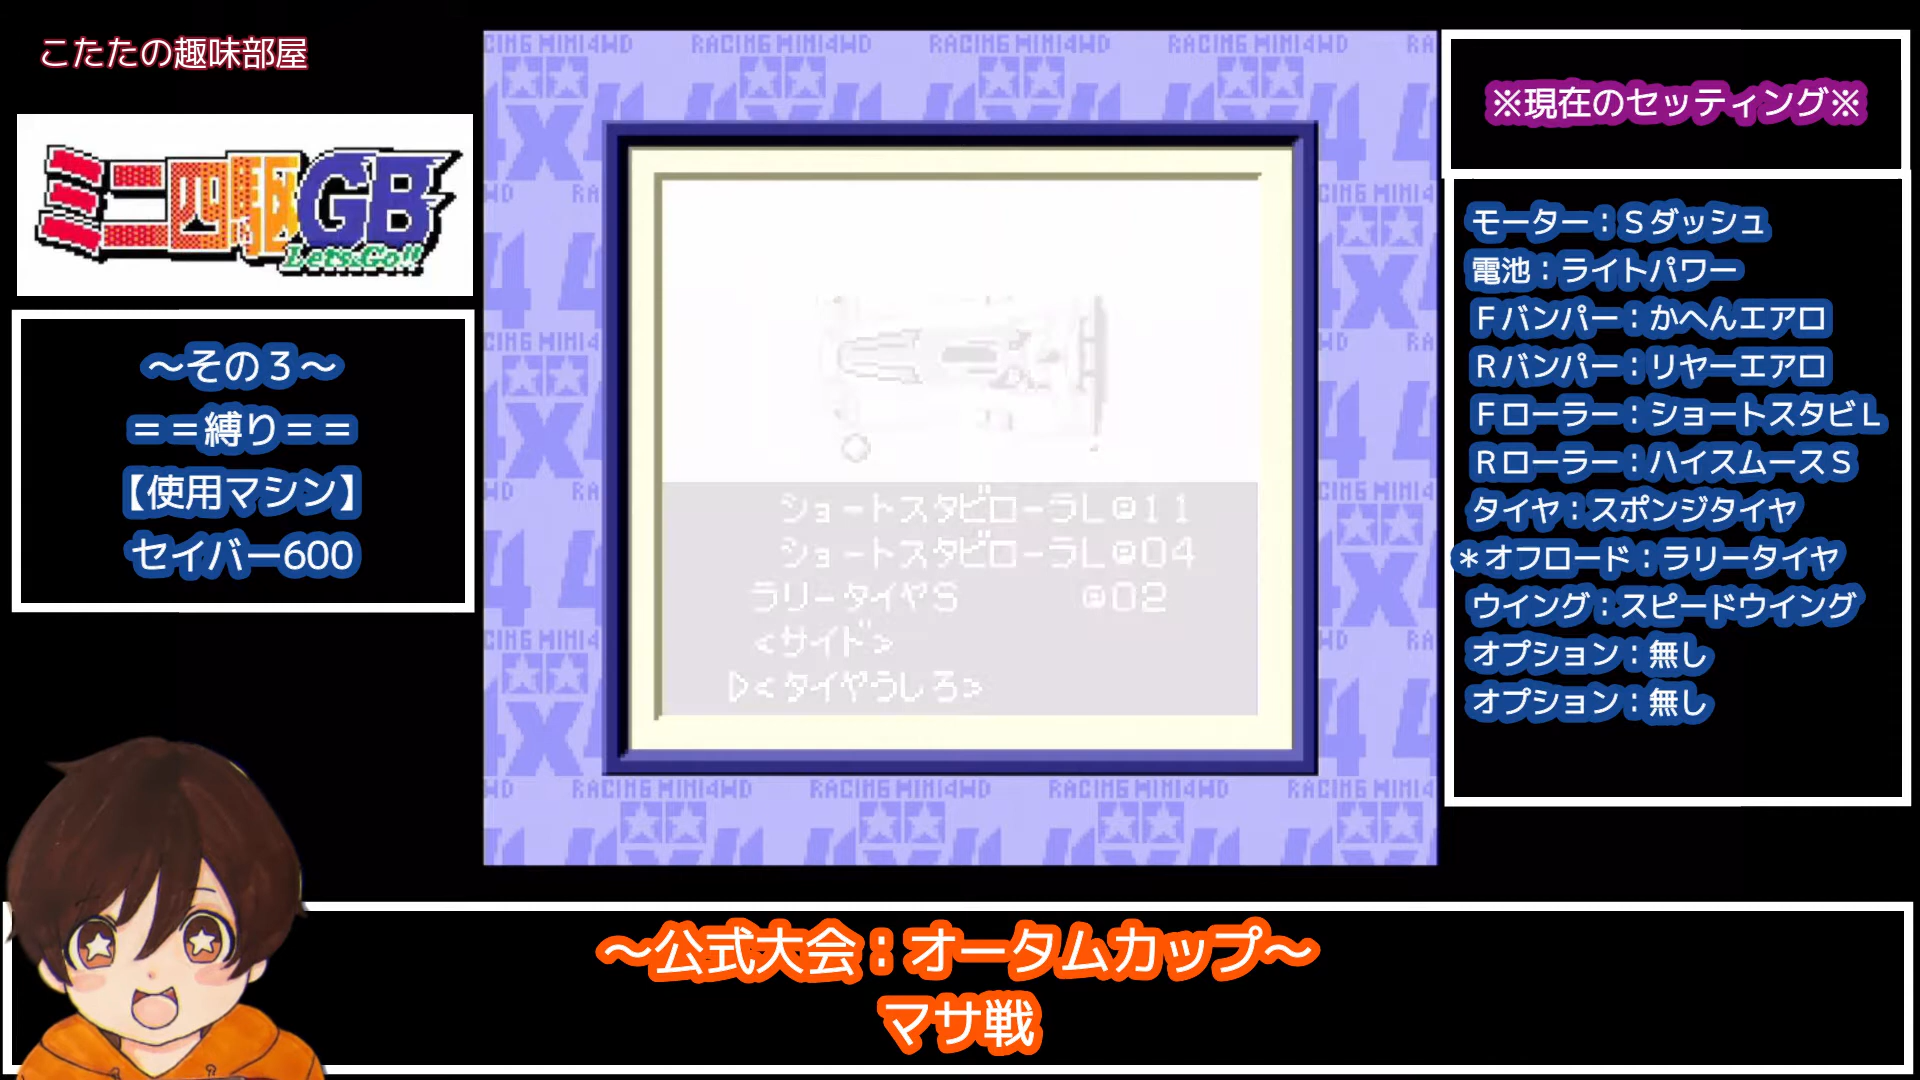 こたたの趣味部屋
ミニ四駆GB
Let's&Go!!
～その３～
＝＝縛り＝＝
【使用マシン】
セイバー600
RACING MINI4WD
ショートスタビローラL@11
ショートスタビローラL@04
ラリータイヤS @02
<サイド>
▷<タイヤうしろ>
※現在のセッティング※
モーター：Ｓダッシュ
電池：ライトパワー
Ｆバンパー：かへんエアロ
Ｒバンパー：リヤーエアロ
Ｆローラー：ショートスタビＬ
Ｒローラー：ハイスムースＳ
タイヤ：スポンジタイヤ
＊オフロード：ラリータイヤ
ウイング：スピードウイング
オプション：無し
オプション：無し
～公式大会：オータムカップ～
マサ戦